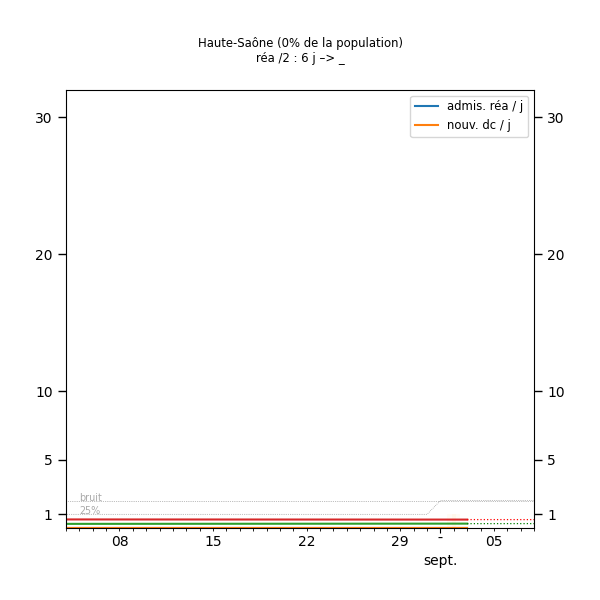 Haute-Saône (0% de la population)
réa /2 : 6 j –> _
admis. réa / j
nouv. dc / j
30 30
20 20
10 10
5 5
bruit
25%
1 1
08 15 22 29 - 05
sept.